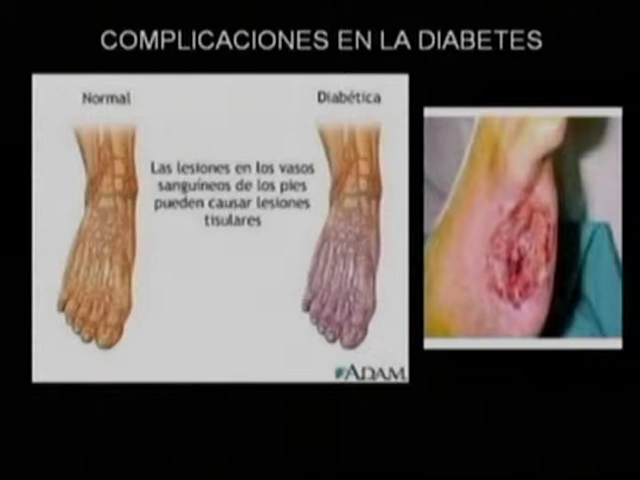 COMPLICACIONES EN LA DIABETES
Normal
Diabética
Las lesiones en los vasos
sanguíneos de los pies
pueden causar lesiones
tisulares
ADAM